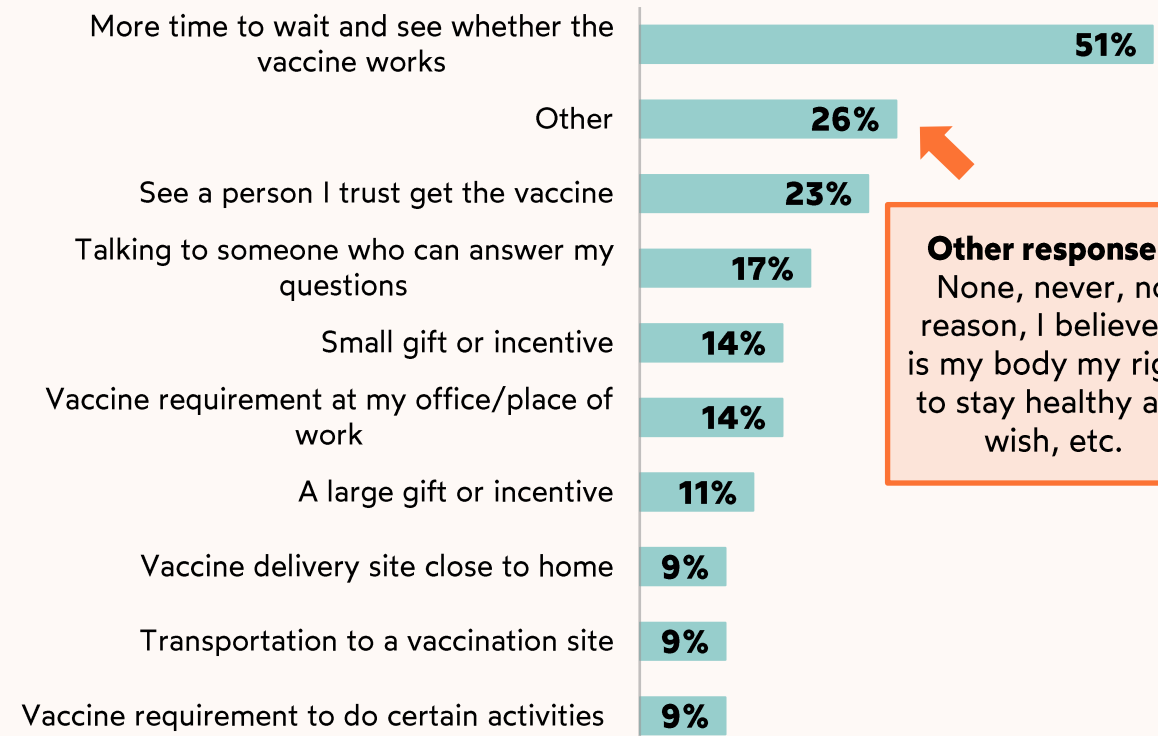 More time to wait and see whether the
vaccine works
51%
Other
26%
See a person I trust get the vaccine
23%
Talking to someone who can answer my
questions
17%
Small gift or incentive
14%
Vaccine requirement at my office/place of
work
14%
A large gift or incentive
11%
Vaccine delivery site close to home
9%
Transportation to a vaccination site
9%
Vaccine requirement to do certain activities
9%
Other response
None, never,
reason, I believe
is my body my
to stay healthy
wish, etc.